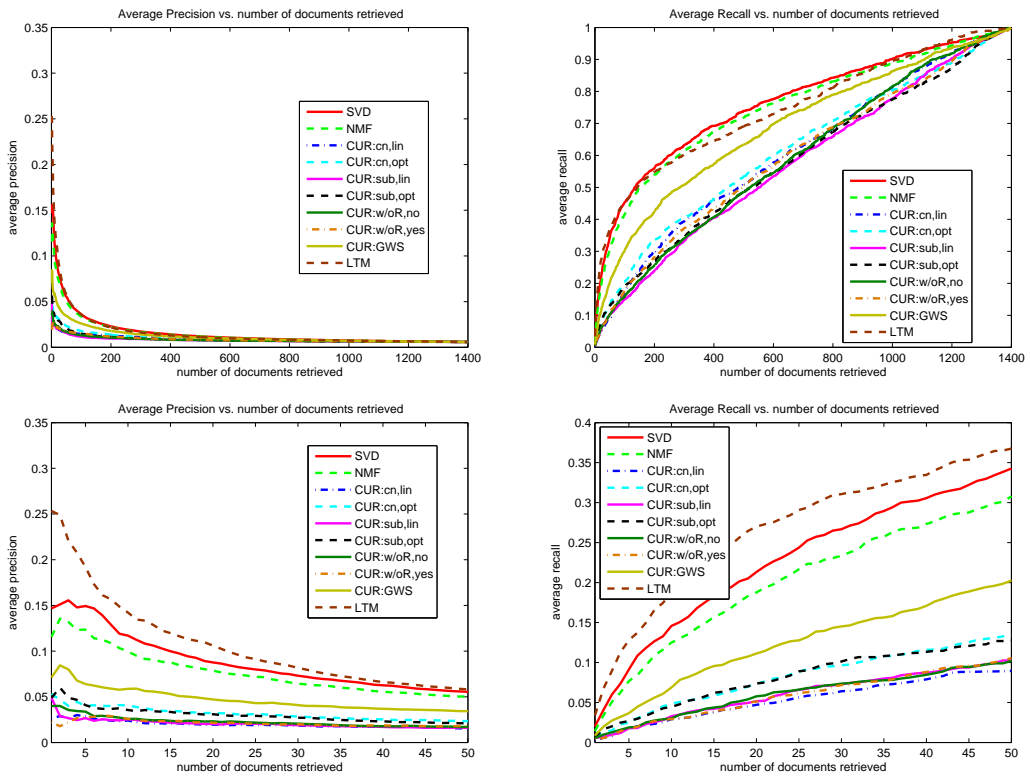 Average Precision vs. number of documents retrieved
0.35
0.3
0.25
0.2
0.15
0.1
0.05
0
average precision
SVD
NMF
CUR:cn,lin
CUR:cn,opt
CUR:sub,lin
CUR:sub,opt
CUR:w/oR,no
CUR:w/oR,yes
CUR:GWS
LTM
0 200 400 600 800 1000 1200 1400
number of documents retrieved
Average Recall vs. number of documents retrieved
1
0.9
0.8
0.7
0.6
0.5
0.4
0.3
0.2
0.1
0
average recall
SVD
NMF
CUR:cn,lin
CUR:cn,opt
CUR:sub,lin
CUR:sub,opt
CUR:w/oR,no
CUR:w/oR,yes
CUR:GWS
LTM
0 200 400 600 800 1000 1200 1400
number of documents retrieved
Average Precision vs. number of documents retrieved
0.35
0.3
0.25
0.2
0.15
0.1
0.05
0
average precision
SVD
NMF
CUR:cn,lin
CUR:cn,opt
CUR:sub,lin
CUR:sub,opt
CUR:w/oR,no
CUR:w/oR,yes
CUR:GWS
LTM
5 10 15 20 25 30 35 40 45 50
number of documents retrieved
Average Recall vs. number of documents retrieved
0.4
0.35
0.3
0.25
0.2
0.15
0.1
0.05
0
average recall
SVD
NMF
CUR:cn,lin
CUR:cn,opt
CUR:sub,lin
CUR:sub,opt
CUR:w/oR,no
CUR:w/oR,yes
CUR:GWS
LTM
5 10 15 20 25 30 35 40 45 50
number of documents retrieved